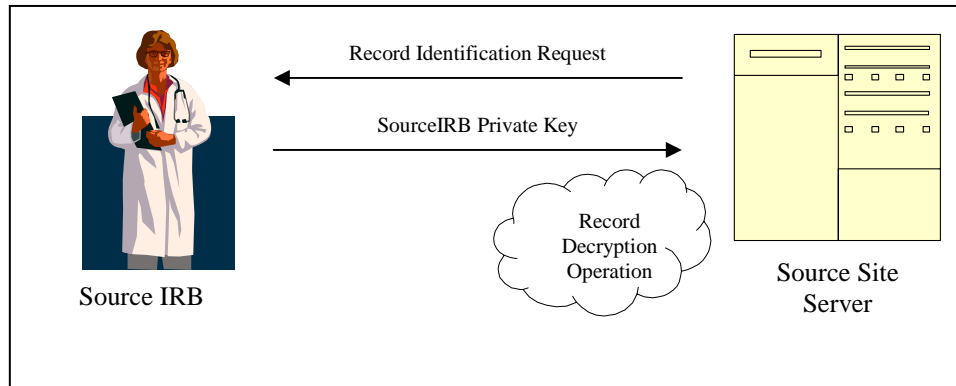 Record Identification Request
SourceIRB Private Key
Record
Decryption
Operation
Source IRB
Source Site
Server